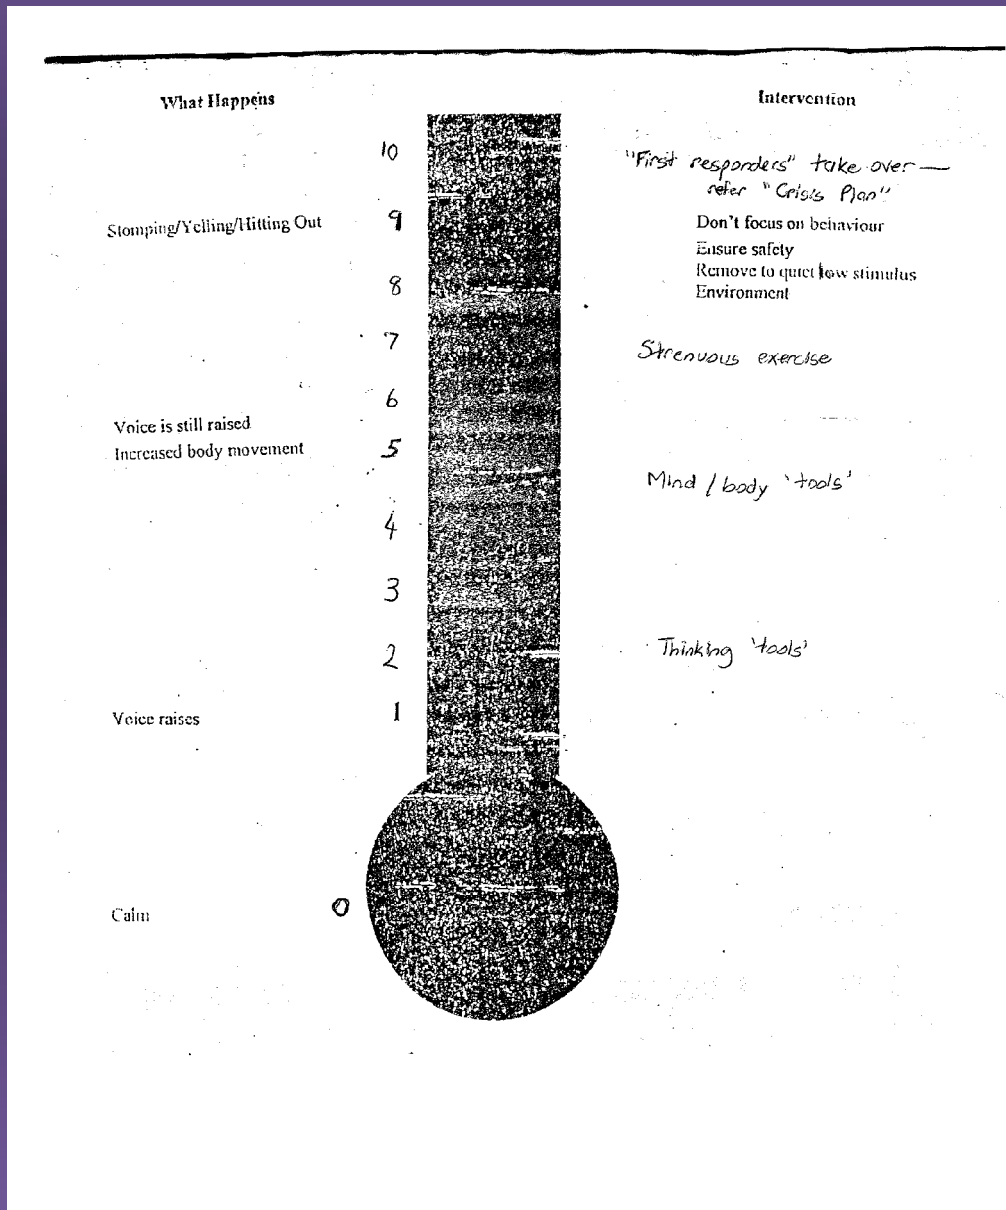 What Happens
Intervention
10
"First responders" take over —
refer "Crisis Plan"
Stomping/Yelling/Hitting Out
9
Don't focus on behaviour
Ensure safety
8
Remove to quiet low stimulus
Environment
7
Strenuous exercise
6
Voice is still raised
Increased body movement
5
Mind / body 'tools'
4
3
2
Thinking 'tools'
Voice raises
1
Calm
0